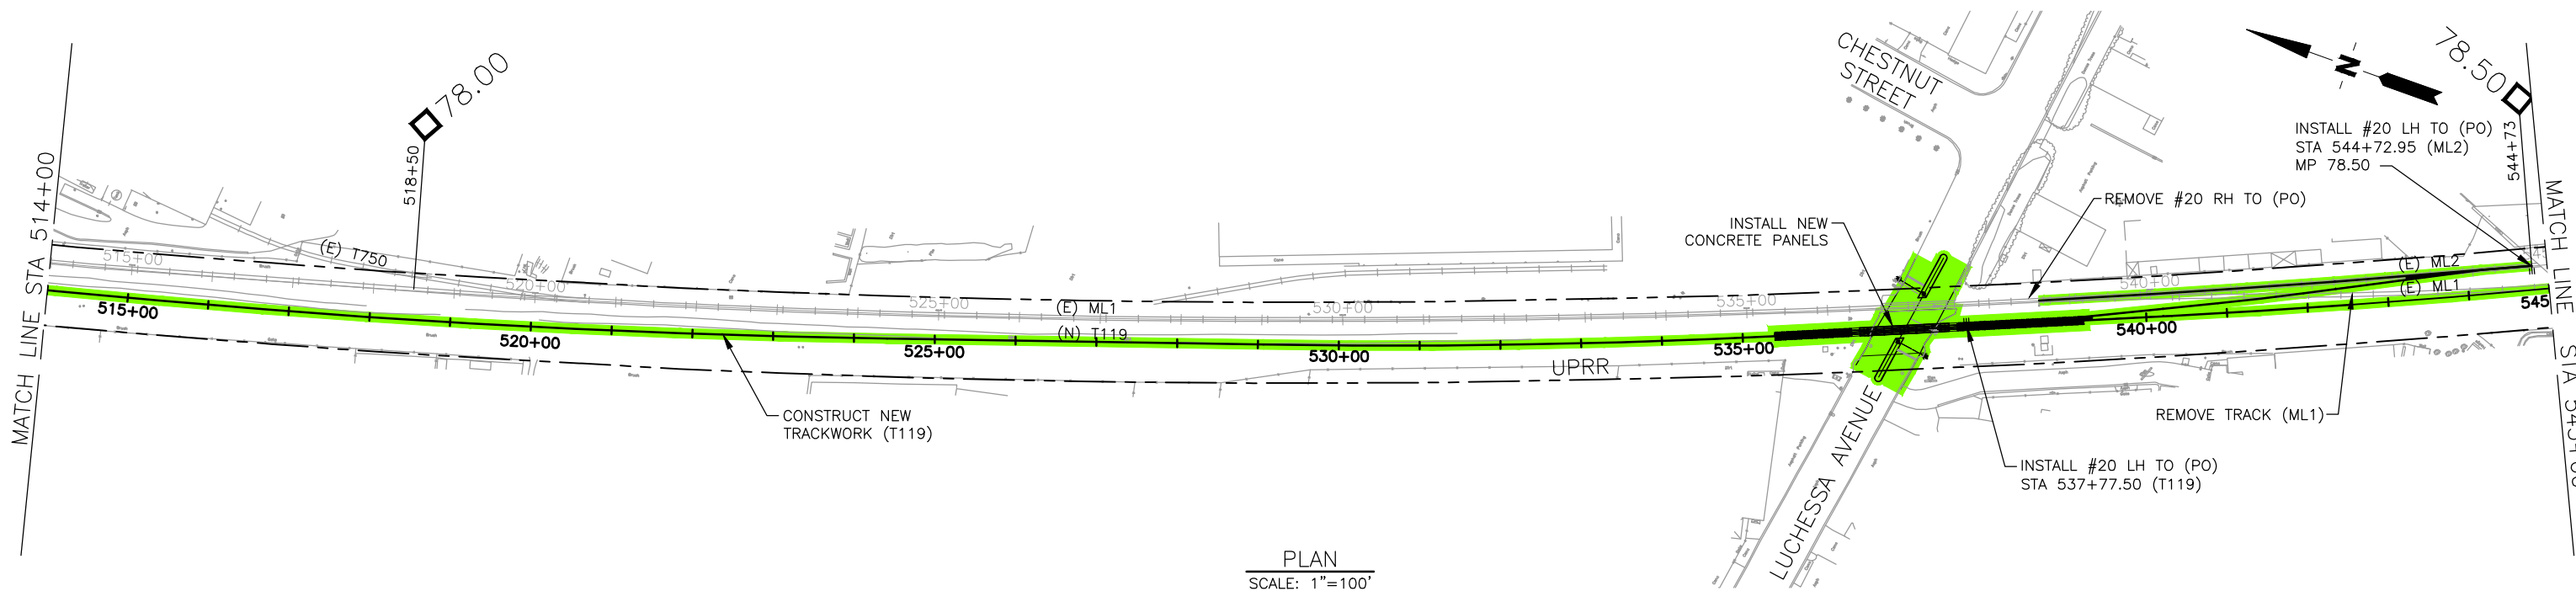 78.00
518+50
MATCH LINE STA 514+00
(E) T750
515+00
520+00
525+00
530+00
535+00
540+00
(E) ML1
(N) T119
515+00
520+00
525+00
530+00
535+00
540+00
545
UPRR
CONSTRUCT NEW
TRACKWORK (T119)
CHESTNUT
STREET
INSTALL NEW
CONCRETE PANELS
LUCHESSA AVENUE
N
78.50
544+73
INSTALL #20 LH TO (PO)
STA 544+72.95 (ML2)
MP 78.50
REMOVE #20 RH TO (PO)
(E) ML2
(E) ML1
REMOVE TRACK (ML1)
INSTALL #20 LH TO (PO)
STA 537+77.50 (T119)
MATCH LINE STA
PLAN
SCALE: 1"=100'